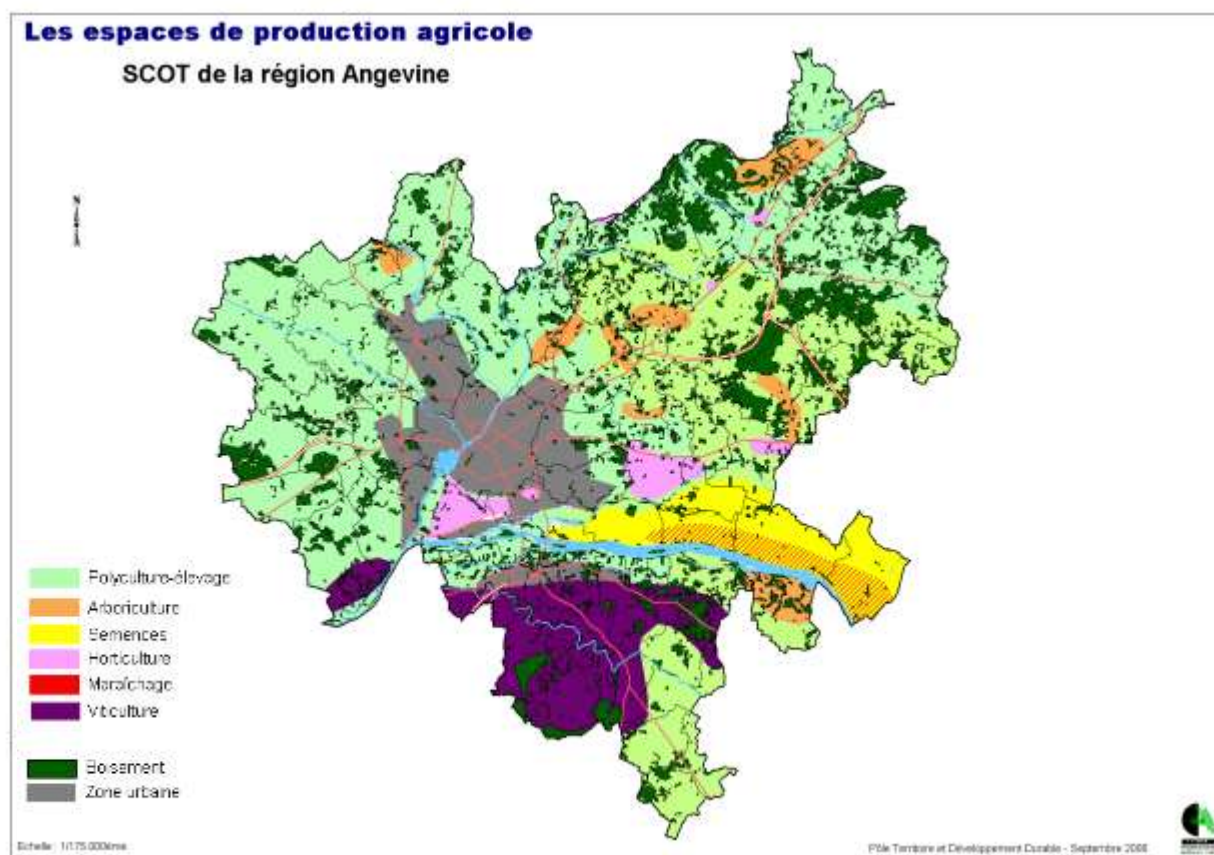 Les espaces de production agricole
SCOT de la région Angevine
N
Polyculture-élevage
Arboriculture
Semences
Horticulture
Maraîchage
Viticulture
Boisement
Zone urbaine
Echelle : 1/175.000ème
Pôle Territoire et Développement Durable - Septembre